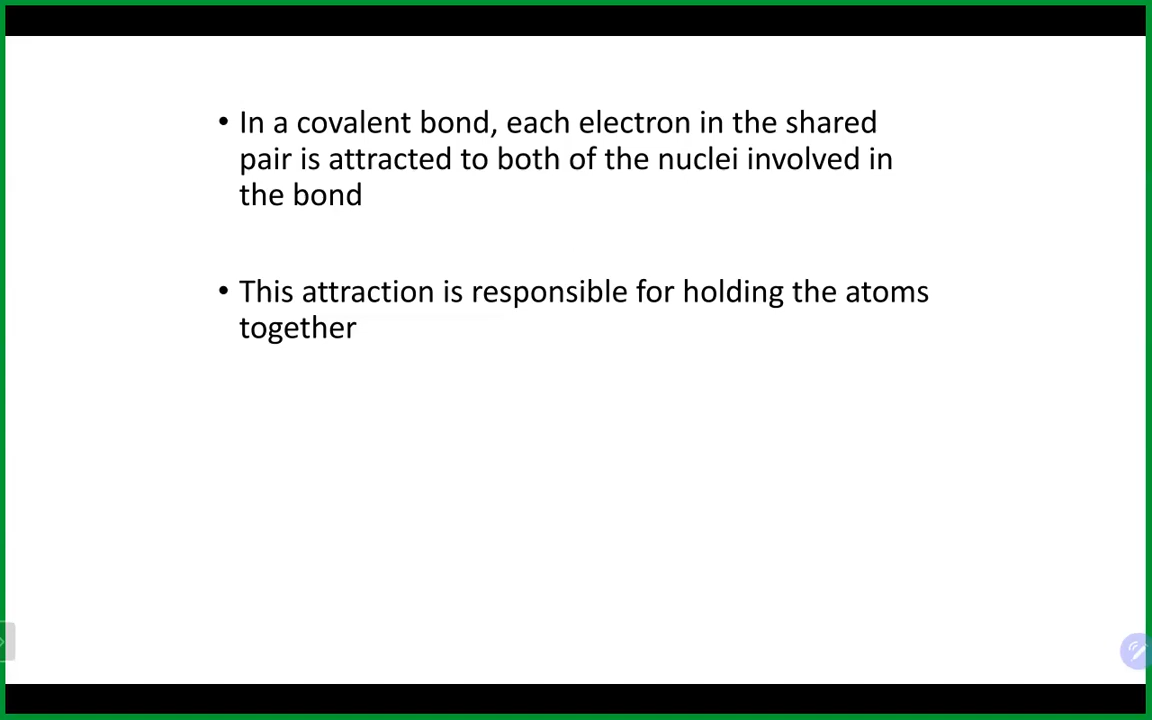 • In a covalent bond, each electron in the shared
pair is attracted to both of the nuclei involved in
the bond
• This attraction is responsible for holding the atoms
together